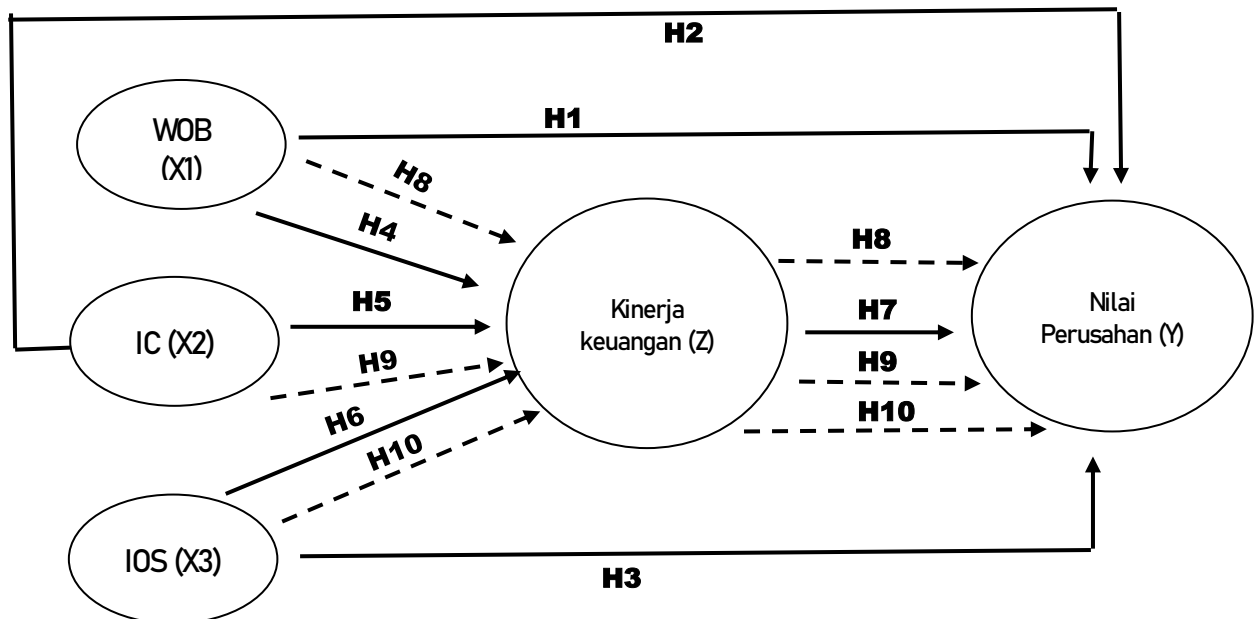 H2
H1
WOB
(X1)
H8
H4
H8
H5
Kinerja
keuangan (Z)
H7
Nilai
Perusahan (Y)
IC (X2)
H9
H9
H6
H10
H10
IOS (X3)
H3